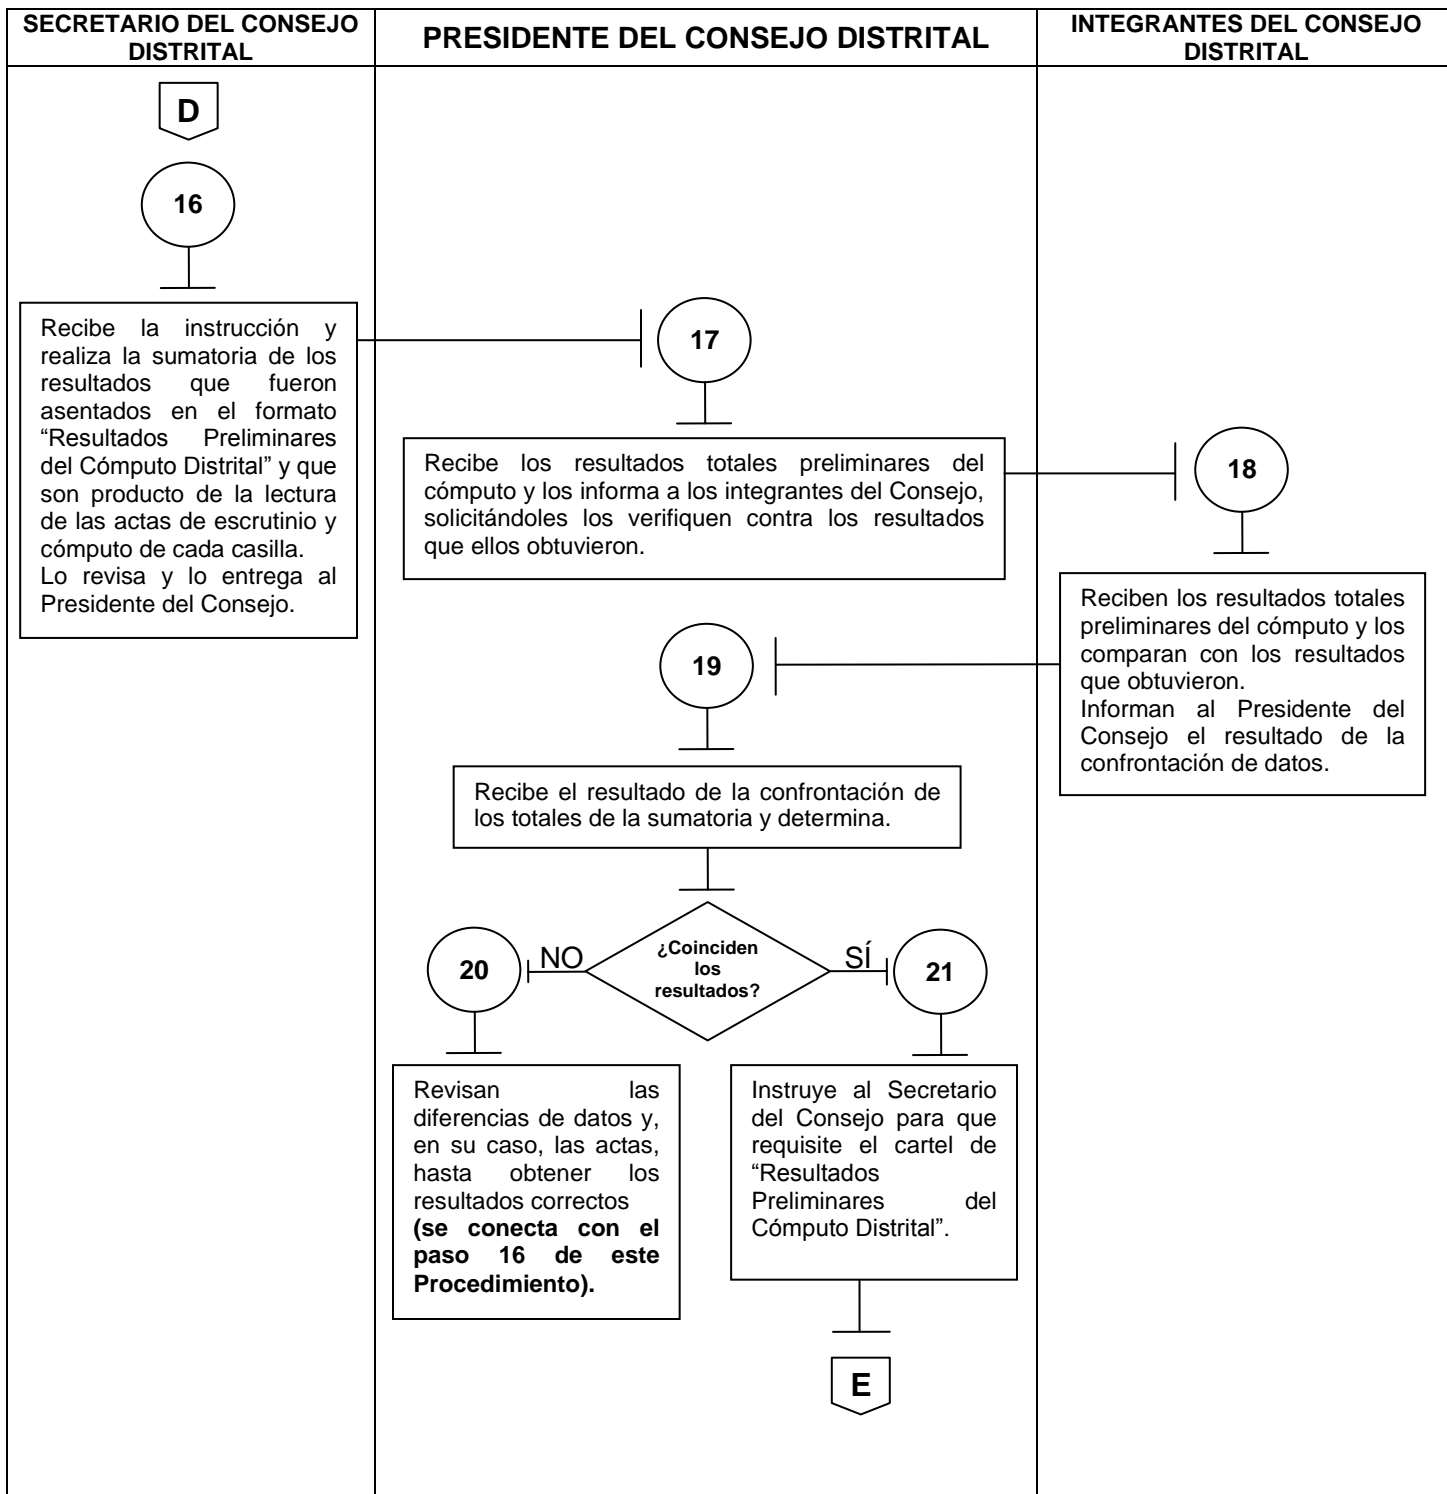 SECRETARIO DEL CONSEJO
DISTRITAL
PRESIDENTE DEL CONSEJO DISTRITAL
INTEGRANTES DEL CONSEJO
DISTRITAL
D
16
Recibe la instrucción y
realiza la sumatoria de los
resultados que fueron
asentados en el formato
“Resultados Preliminares
del Cómputo Distrital” y que
son producto de la lectura
de las actas de escrutinio y
cómputo de cada casilla.
Lo revisa y lo entrega al
Presidente del Consejo.
17
Recibe los resultados totales preliminares del
cómputo y los informa a los integrantes del Consejo,
solicitándoles los verifiquen contra los resultados
que ellos obtuvieron.
18
Reciben los resultados totales
preliminares del cómputo y los
comparan con los resultados
que obtuvieron.
Informan al Presidente del
Consejo el resultado de la
confrontación de datos.
19
Recibe el resultado de la confrontación de
los totales de la sumatoria y determina.
¿Coinciden
los
resultados?
NO
SÍ
20
21
Revisan las
diferencias de datos y,
en su caso, las actas,
hasta obtener los
resultados correctos
(se conecta con el
paso 16 de este
Procedimiento).
Instruye al Secretario
del Consejo para que
requisite el cartel de
“Resultados
Preliminares del
Cómputo Distrital”.
E